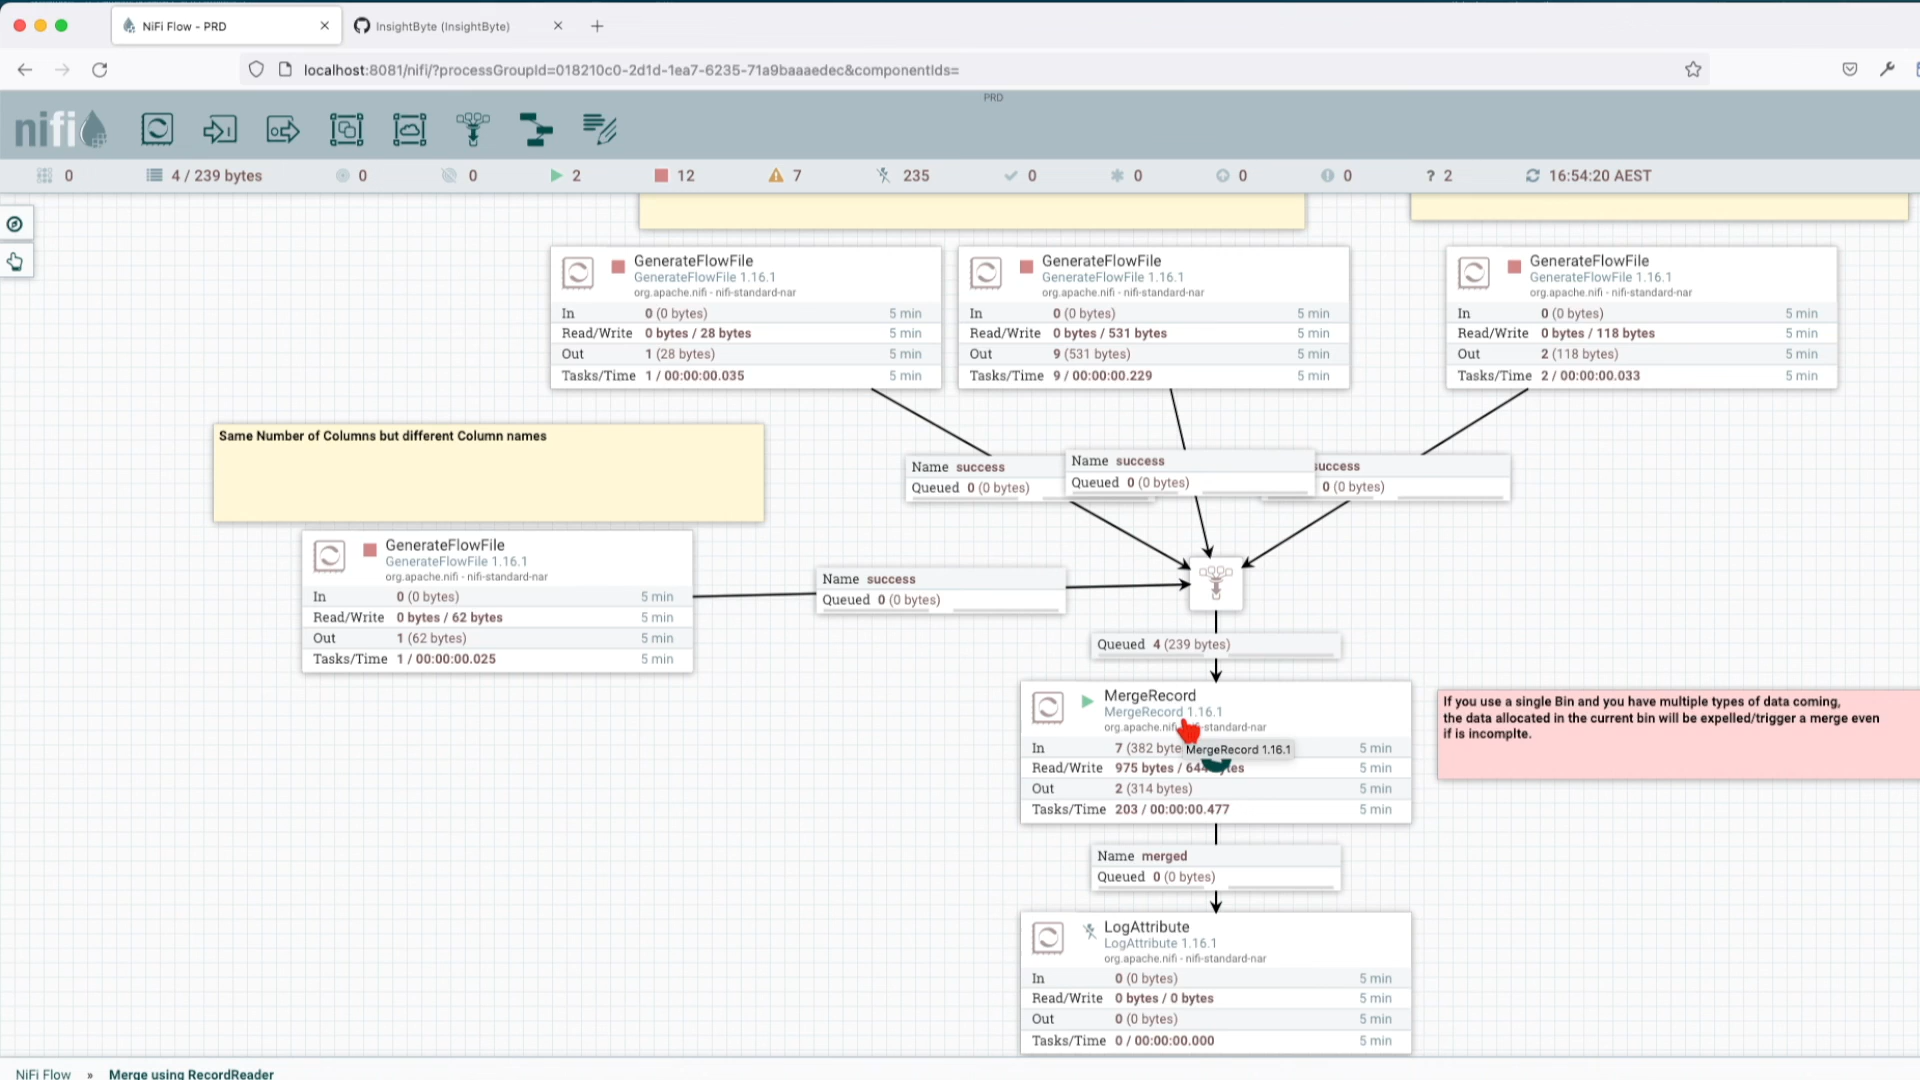 NiFi Flow - PRD
InsightByte (InsightByte)
localhost:8081/nifi/?processGroupId=018210c0-2d1d-1ea7-6235-71a9baaaedec&componentIds=
PRD
nifi
0 4 / 239 bytes 0 0 2 12 7 235 0 0 0 0 ? 2 16:54:20 AEST
GenerateFlowFile
GenerateFlowFile 1.16.1
org.apache.nifi - nifi-standard-nar
In 0 (0 bytes) 5 min
Read/Write 0 bytes / 28 bytes 5 min
Out 1 (28 bytes) 5 min
Tasks/Time 1 / 00:00:00.035 5 min
GenerateFlowFile
GenerateFlowFile 1.16.1
org.apache.nifi - nifi-standard-nar
In 0 (0 bytes) 5 min
Read/Write 0 bytes / 531 bytes 5 min
Out 9 (531 bytes) 5 min
Tasks/Time 9 / 00:00:00.229 5 min
GenerateFlowFile
GenerateFlowFile 1.16.1
org.apache.nifi - nifi-standard-nar
In 0 (0 bytes) 5 min
Read/Write 0 bytes / 118 bytes 5 min
Out 2 (118 bytes) 5 min
Tasks/Time 2 / 00:00:00.033 5 min
Same Number of Columns but different Column names
Name success
Queued 0 (0 bytes)
Name success
Queued 0 (0 bytes)
success
0 (0 bytes)
GenerateFlowFile
GenerateFlowFile 1.16.1
org.apache.nifi - nifi-standard-nar
In 0 (0 bytes) 5 min
Read/Write 0 bytes / 62 bytes 5 min
Out 1 (62 bytes) 5 min
Tasks/Time 1 / 00:00:00.025 5 min
Name success
Queued 0 (0 bytes)
Queued 4 (239 bytes)
MergeRecord
MergeRecord 1.16.1
org.apache.nifi standard-nar
MergeRecord 1.16.1
In 7 (382 byte 5 min
Read/Write 975 bytes / 644 bytes 5 min
Out 2 (314 bytes) 5 min
Tasks/Time 203 / 00:00:00.477 5 min
If you use a single Bin and you have multiple types of data coming,
the data allocated in the current bin will be expelled/trigger a merge even
if is incomplte.
Name merged
Queued 0 (0 bytes)
LogAttribute
LogAttribute 1.16.1
org.apache.nifi - nifi-standard-nar
In 0 (0 bytes) 5 min
Read/Write 0 bytes / 0 bytes 5 min
Out 0 (0 bytes) 5 min
Tasks/Time 0 / 00:00:00.000 5 min
NiFi Flow » Merge using RecordReader